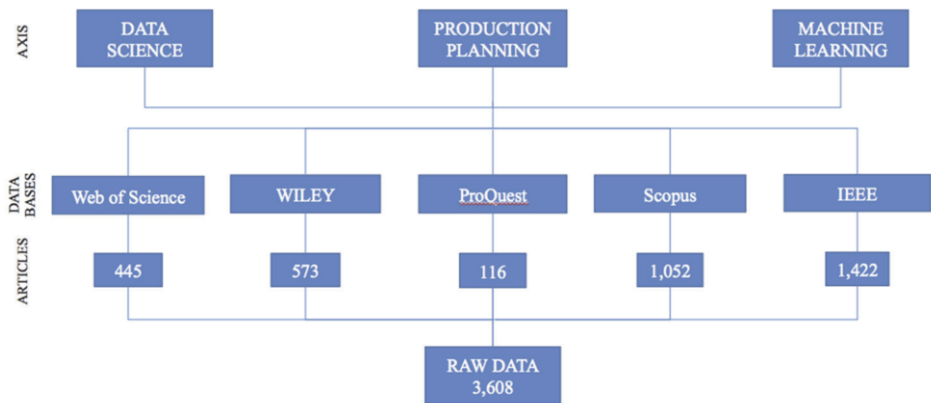 AXIS
DATA
SCIENCE
PRODUCTION
PLANNING
MACHINE
LEARNING
DATA
BASES
Web of Science
WILEY
ProQuest
Scopus
IEEE
ARTICLES
445
573
116
1,052
1,422
RAW DATA
3,608